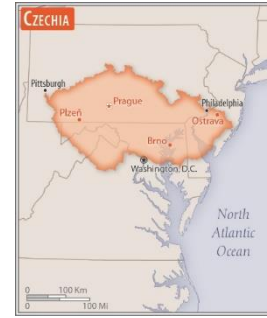 CZECHIA
Pittsburgh
Prague
Philadelphia
Plzeň
Ostrava
Brno
Washington, D.C.
North
Atlantic
Ocean
0 100 Km
0 100 Mi